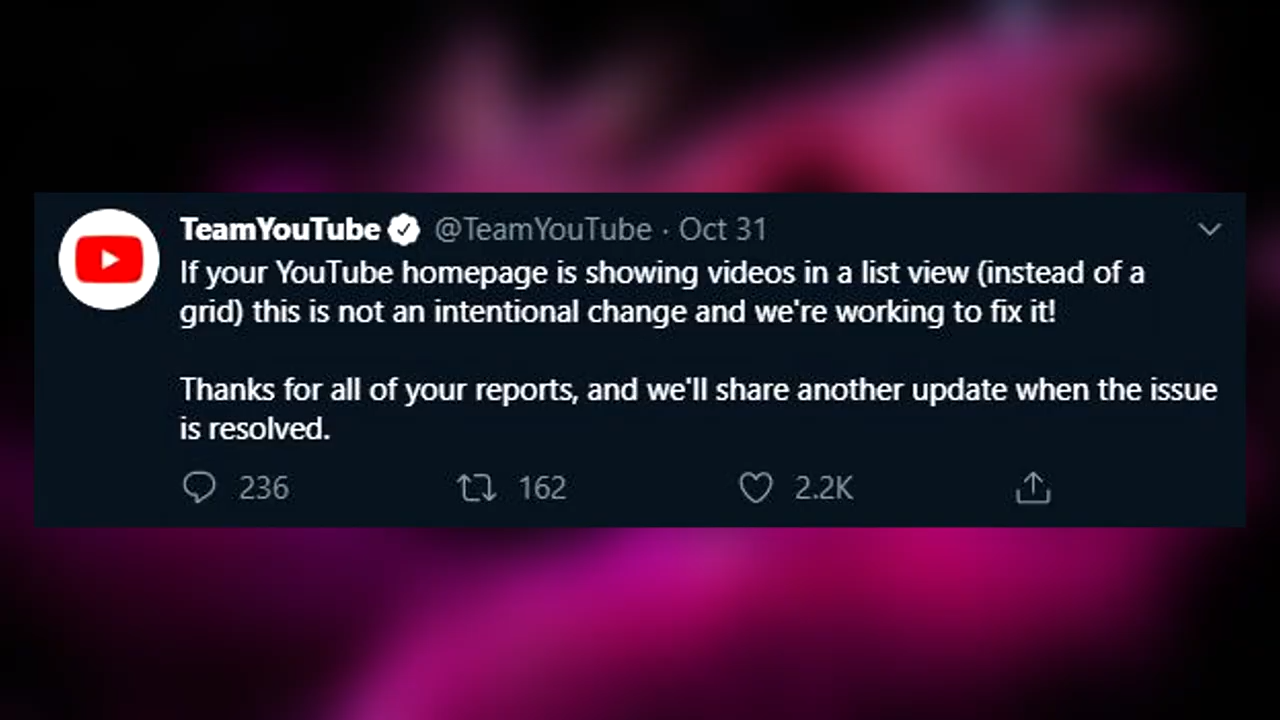 TeamYouTube @TeamYouTube · Oct 31
If your YouTube homepage is showing videos in a list view (instead of a
grid) this is not an intentional change and we're working to fix it!
Thanks for all of your reports, and we'll share another update when the issue
is resolved.
236 162 2.2K